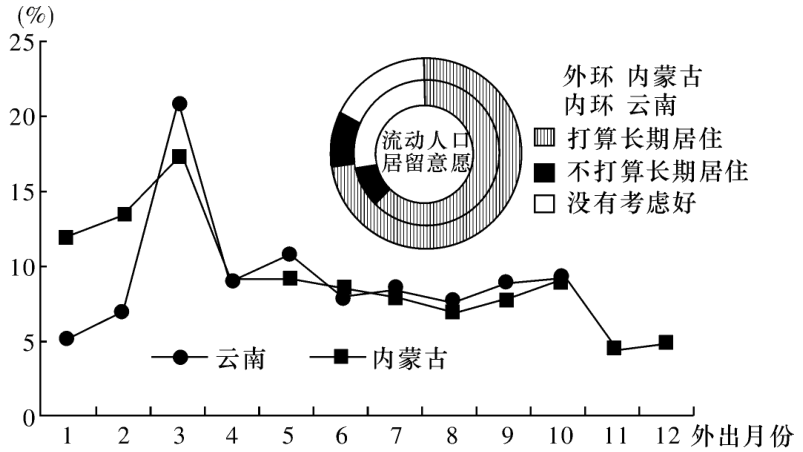 (%)
25
20
15
10
5
0
流动人口
居留意愿
外环 内蒙古
内环 云南
打算长期居住
不打算长期居住
没有考虑好
云南 内蒙古
1 2 3 4 5 6 7 8 9 10 11 12 外出月份